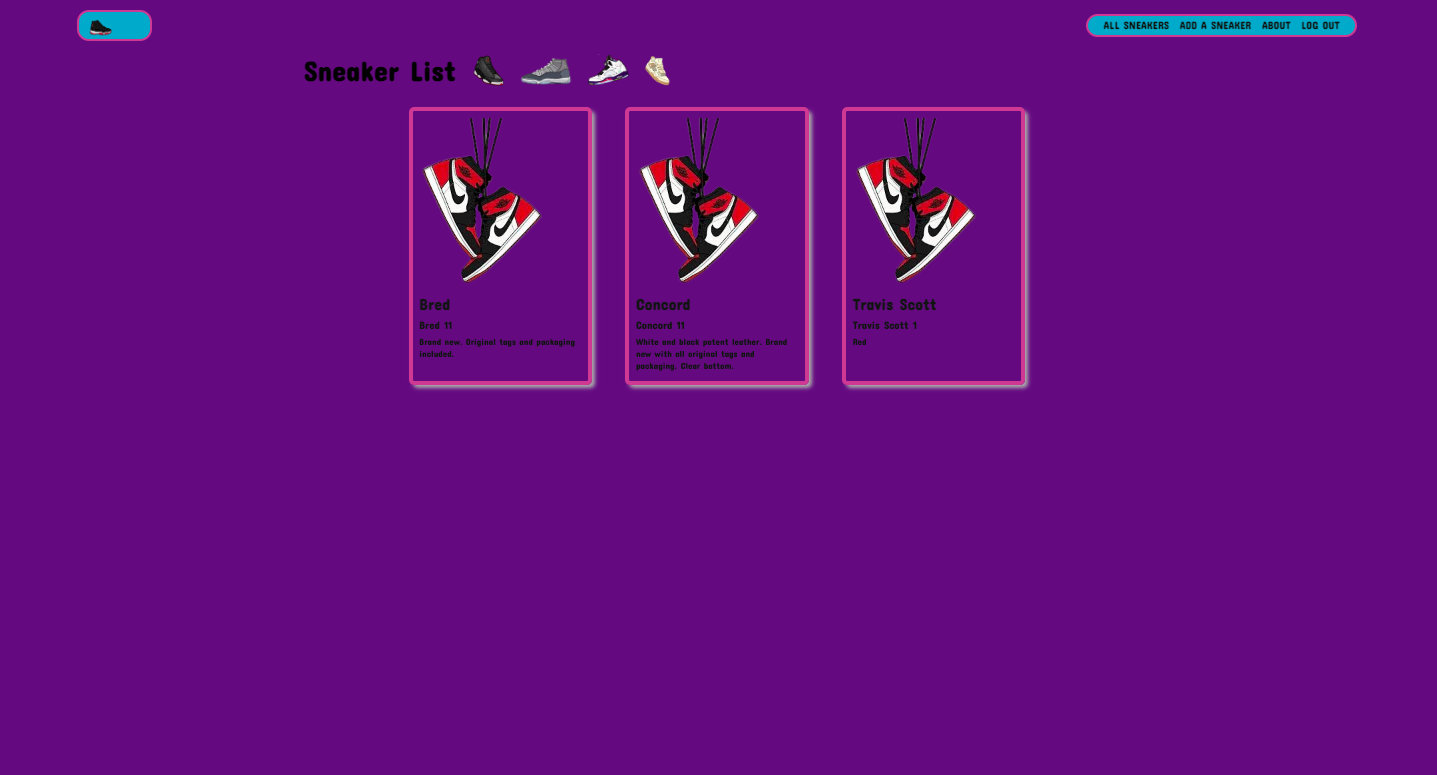 ALL SNEAKERS ADD A SNEAKER ABOUT LOG OUT
Sneaker List
Bred
Bred 11
Brand new. Original tags and packaging
included.
Concord
Concord 11
White and black patent leather. Brand
new with all original tags and
packaging. Clear bottom.
Travis Scott
Travis Scott 1
Red